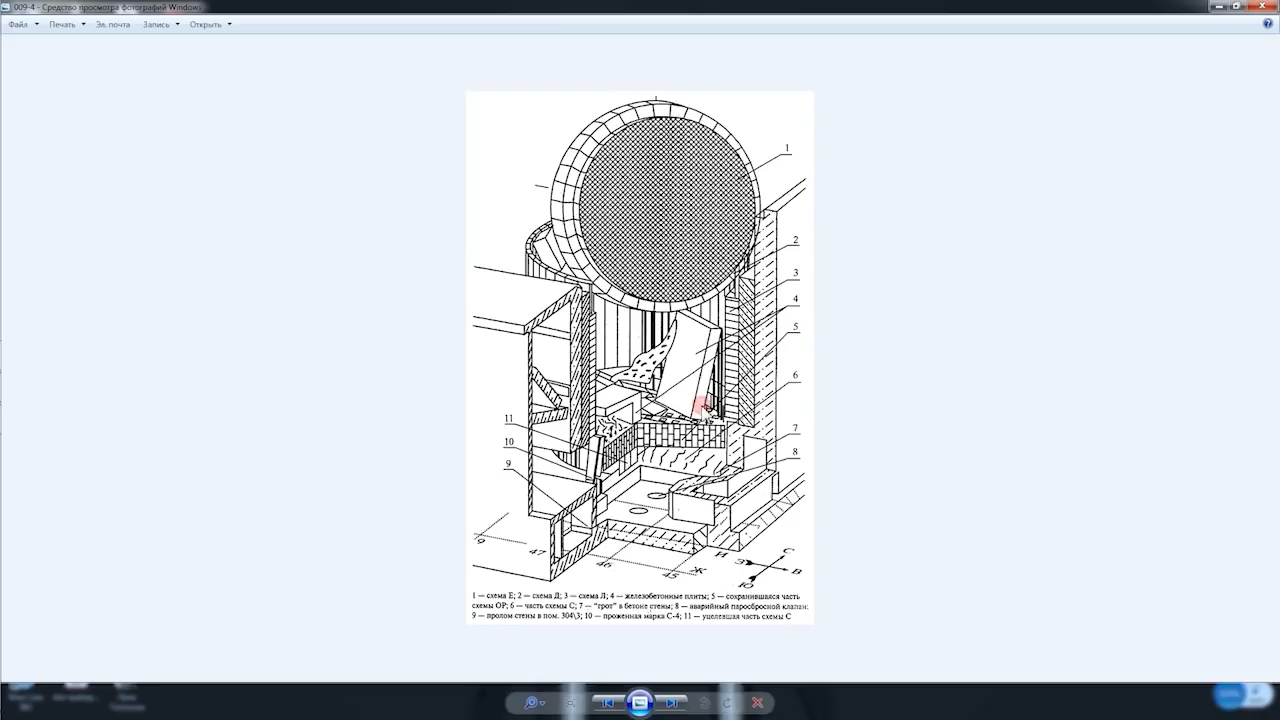 009-4 - Средство просмотра фотографий Windows
Файл Печать Эл. почта Запись Открыть
1
2
3
4
5
6
7
8
11
10
9
9
47
46
45
Ж
И
С
З
В
Ю
1 — схема Е; 2 — схема Д; 3 — схема Л; 4 — железобетонные плиты; 5 — сохранившаяся часть
схемы ОР; 6 — часть схемы С; 7 — "грот" в бетоне стены; 8 — аварийный паросбросной клапан;
9 — пролом стены в пом. 304\3; 10 — проженная марка С-4; 11 — уцелевшая часть схемы С